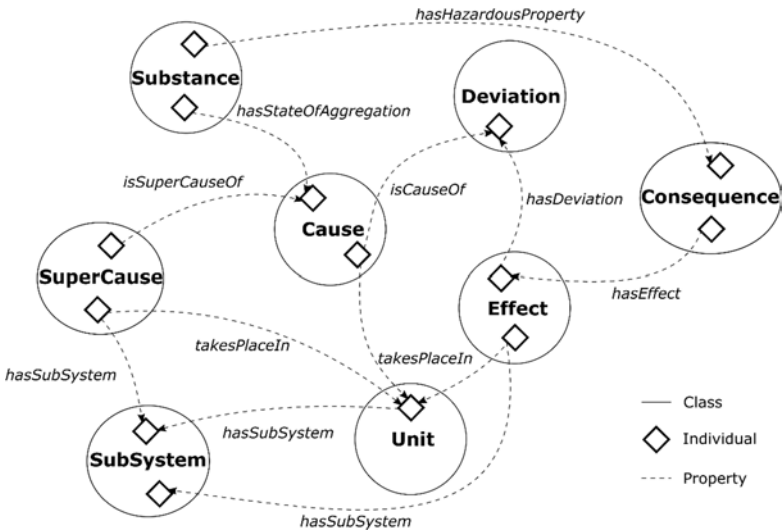 hasHazardousProperty
Substance
Deviation
hasStateOfAggregation
isSuperCauseOf
isCauseOf
hasDeviation
Consequence
Cause
SuperCause
Effect
hasEffect
takesPlaceIn
takesPlaceIn
hasSubSystem
Class
hasSubSystem
Unit
Individual
SubSystem
Property
hasSubSystem